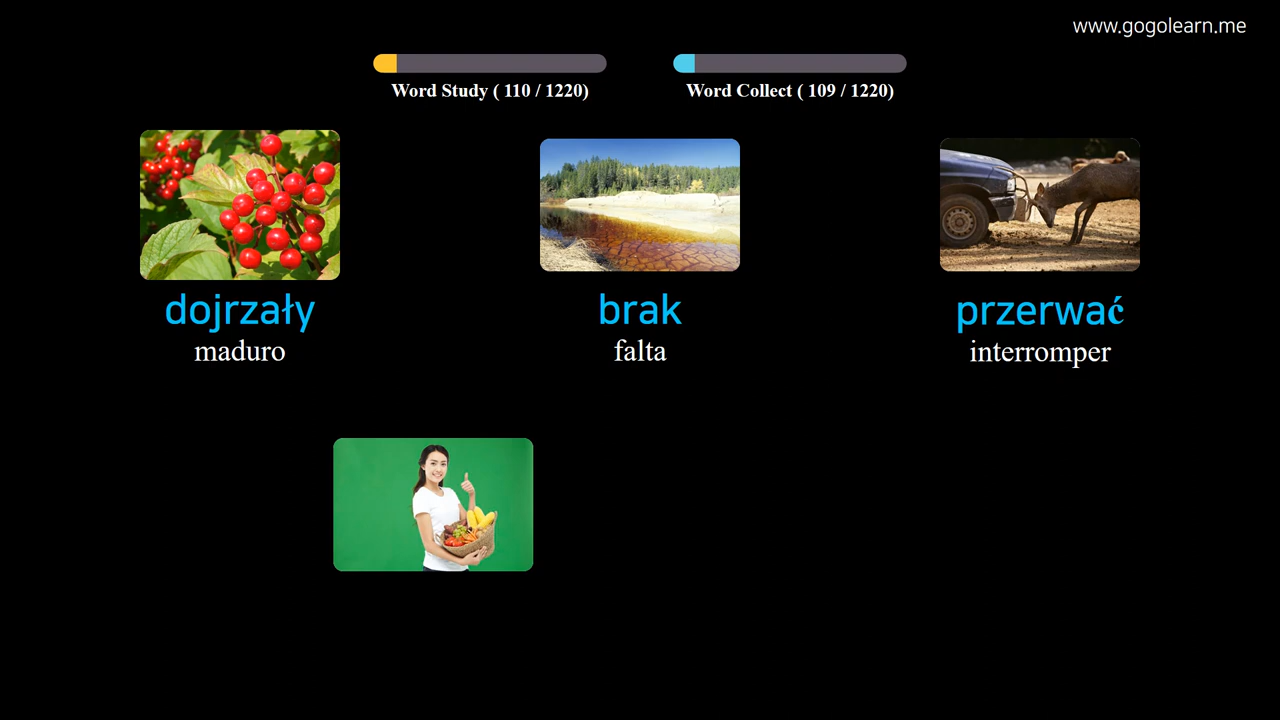 www.gogolearn.me
Word Study ( 110 / 1220)
Word Collect ( 109 / 1220)
dojrzały
maduro
brak
falta
przerwać
interromper